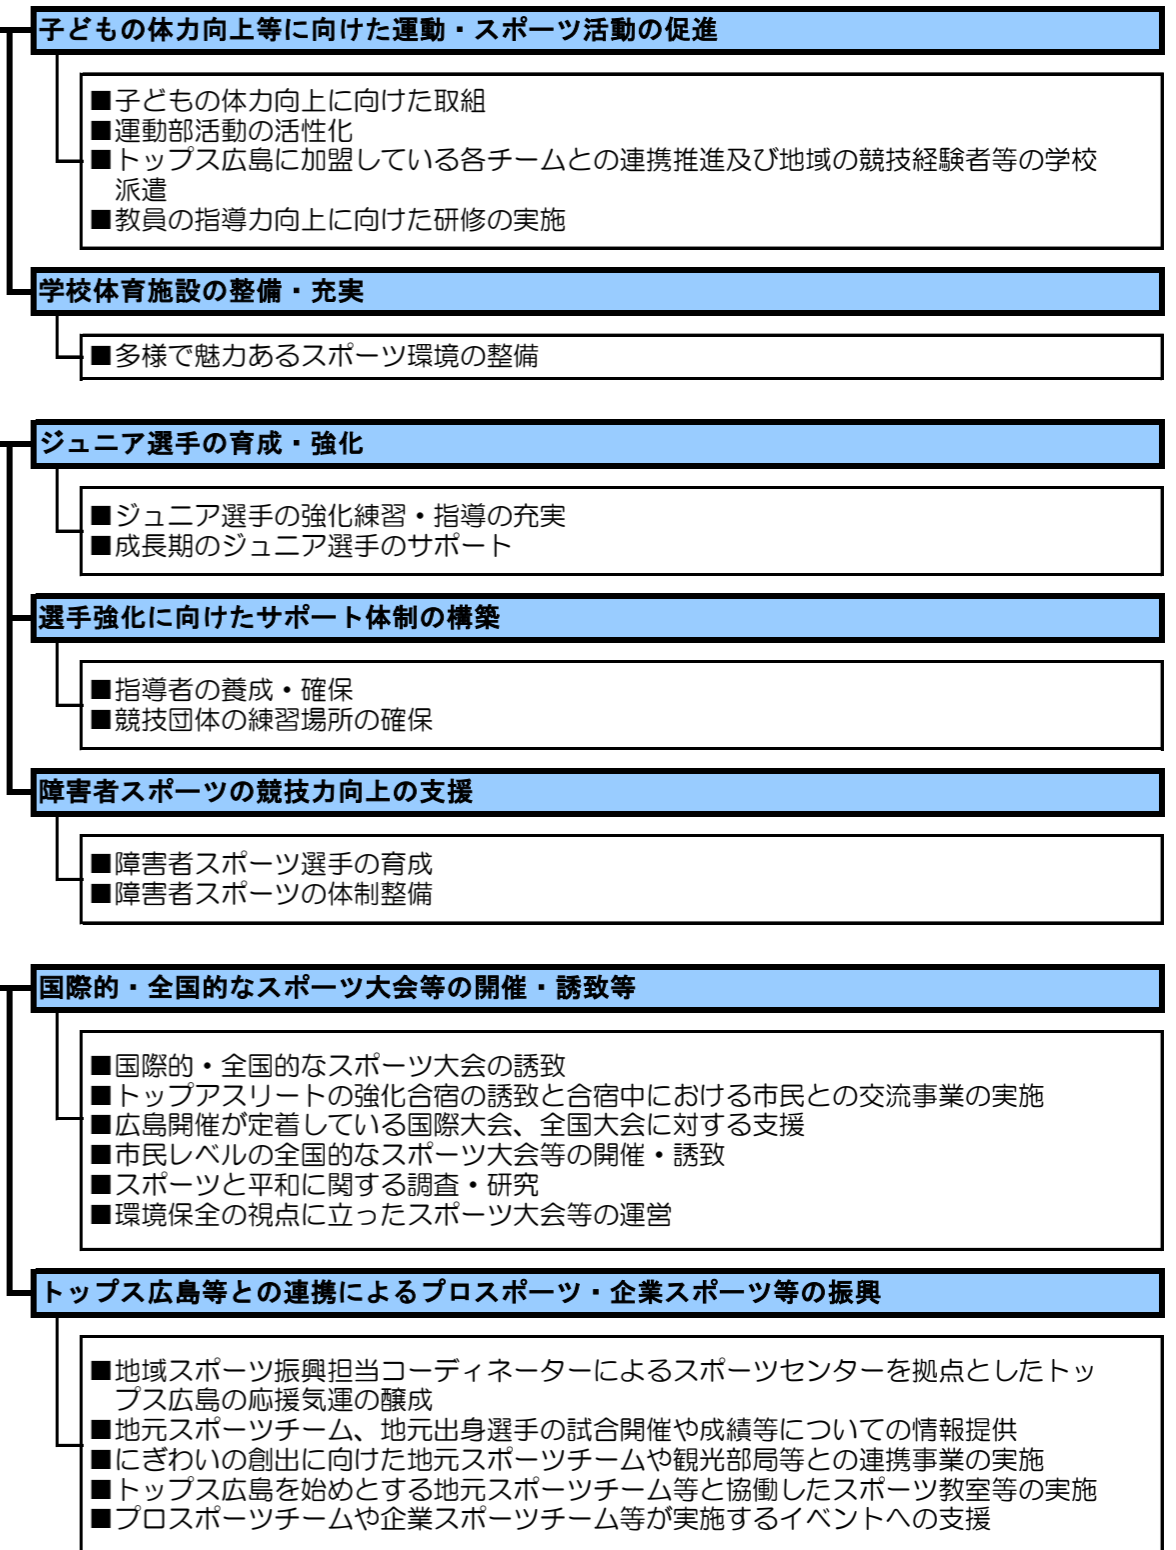 子どもの体力向上等に向けた運動・スポーツ活動の促進
■子どもの体力向上に向けた取組
■運動部活動の活性化
■トップス広島に加盟している各チームとの連携推進及び地域の競技経験者等の学校
派遣
■教員の指導力向上に向けた研修の実施
学校体育施設の整備・充実
■多様で魅力あるスポーツ環境の整備
ジュニア選手の育成・強化
■ジュニア選手の強化練習・指導の充実
■成長期のジュニア選手のサポート
選手強化に向けたサポート体制の構築
■指導者の養成・確保
■競技団体の練習場所の確保
障害者スポーツの競技力向上の支援
■障害者スポーツ選手の育成
■障害者スポーツの体制整備
国際的・全国的なスポーツ大会等の開催・誘致等
■国際的・全国的なスポーツ大会の誘致
■トップアスリートの強化合宿の誘致と合宿中における市民との交流事業の実施
■広島開催が定着している国際大会、全国大会に対する支援
■市民レベルの全国的なスポーツ大会等の開催・誘致
■スポーツと平和に関する調査・研究
■環境保全の視点に立ったスポーツ大会等の運営
トップス広島等との連携によるプロスポーツ・企業スポーツ等の振興
■地域スポーツ振興担当コーディネーターによるスポーツセンターを拠点としたトッ
プス広島の応援気運の醸成
■地元スポーツチーム、地元出身選手の試合開催や成績等についての情報提供
■にぎわいの創出に向けた地元スポーツチームや観光部局等との連携事業の実施
■トップス広島を始めとする地元スポーツチーム等と協働したスポーツ教室等の実施
■プロスポーツチームや企業スポーツチーム等が実施するイベントへの支援